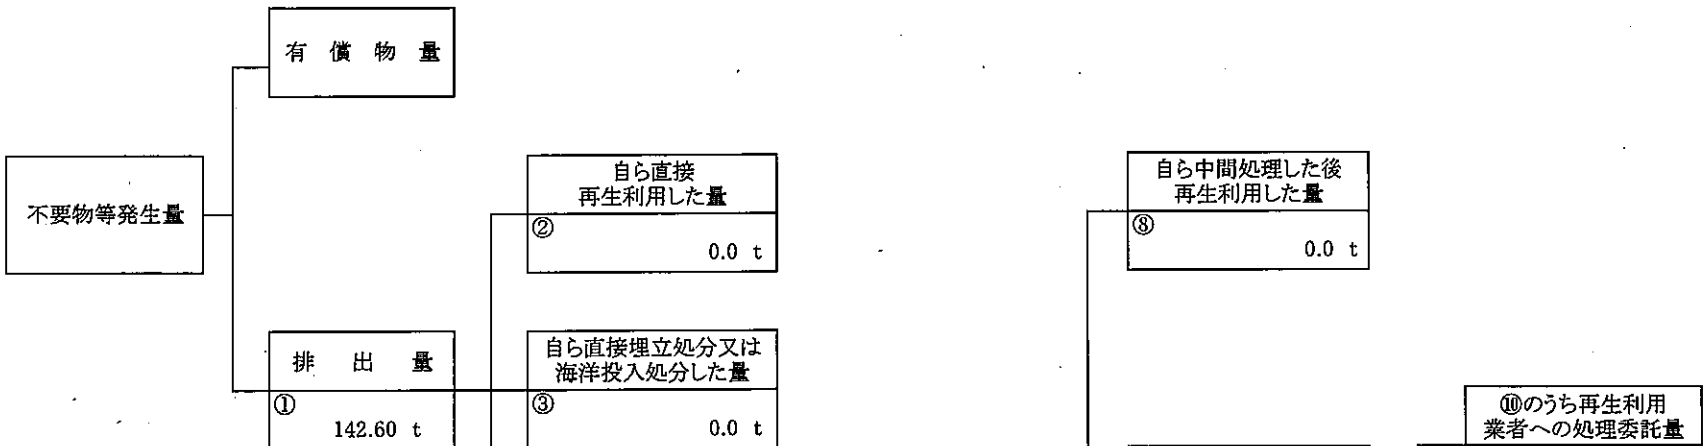 有償物量
不要物等発生量
自ら直接
再生利用した量
②
0.0 t
自ら中間処理した後
再生利用した量
⑧
0.0 t
排出量
①
142.60 t
自ら直接埋立処分又は
海洋投入処分した量
③
0.0 t
⑩のうち再生利用
業者への処理委託量